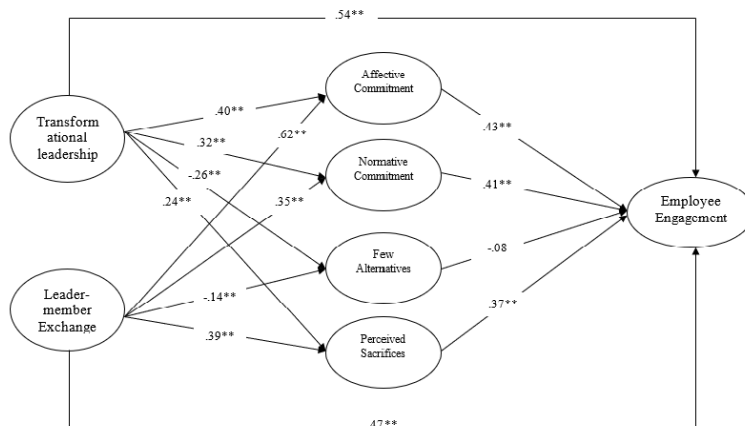 .54**
Affective
Commitment
.40**
Transform
ational
leadership
.62**
.43**
.32**
Normative
Commitment
-.26**
.24**
.35**
.41**
Employee
Engagement
Few
Alternatives
-.08
Leader-
member
Exchange
-.14**
.37**
.39**
Perceived
Sacrifices
.47**